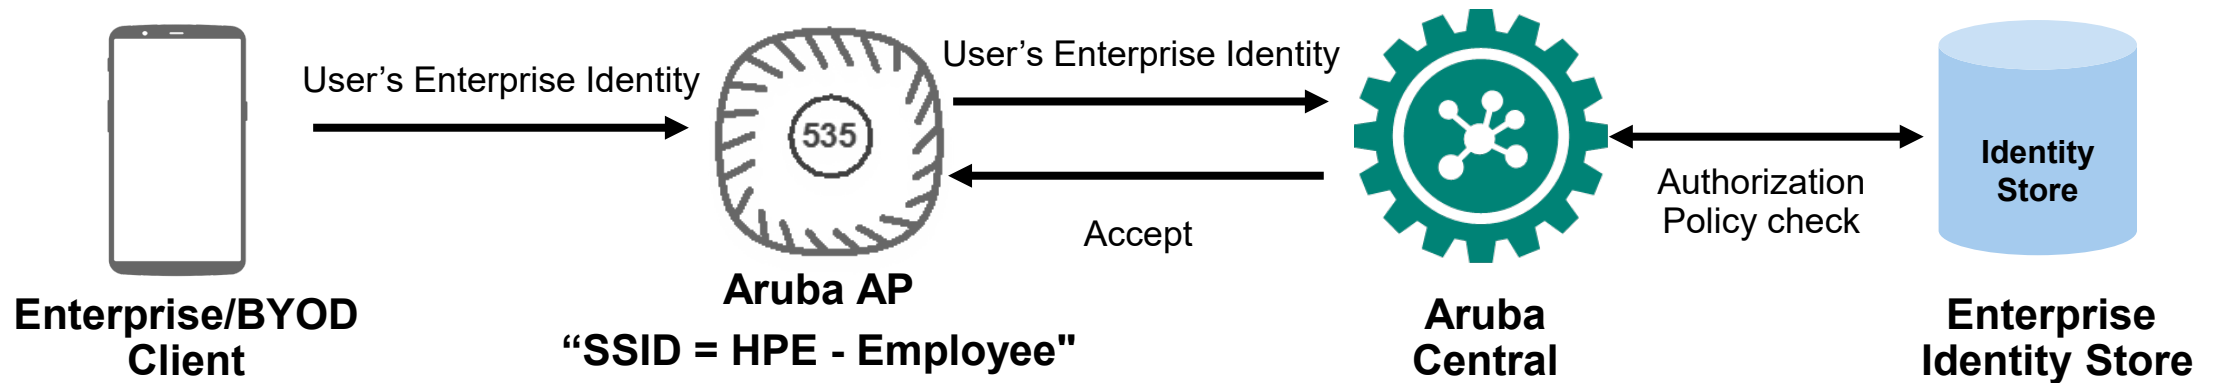 User’s Enterprise Identity
User’s Enterprise Identity
535
Accept
Authorization
Policy check
Identity
Store
Enterprise/BYOD
Client
Aruba AP
“SSID = HPE - Employee"
Aruba
Central
Enterprise
Identity Store